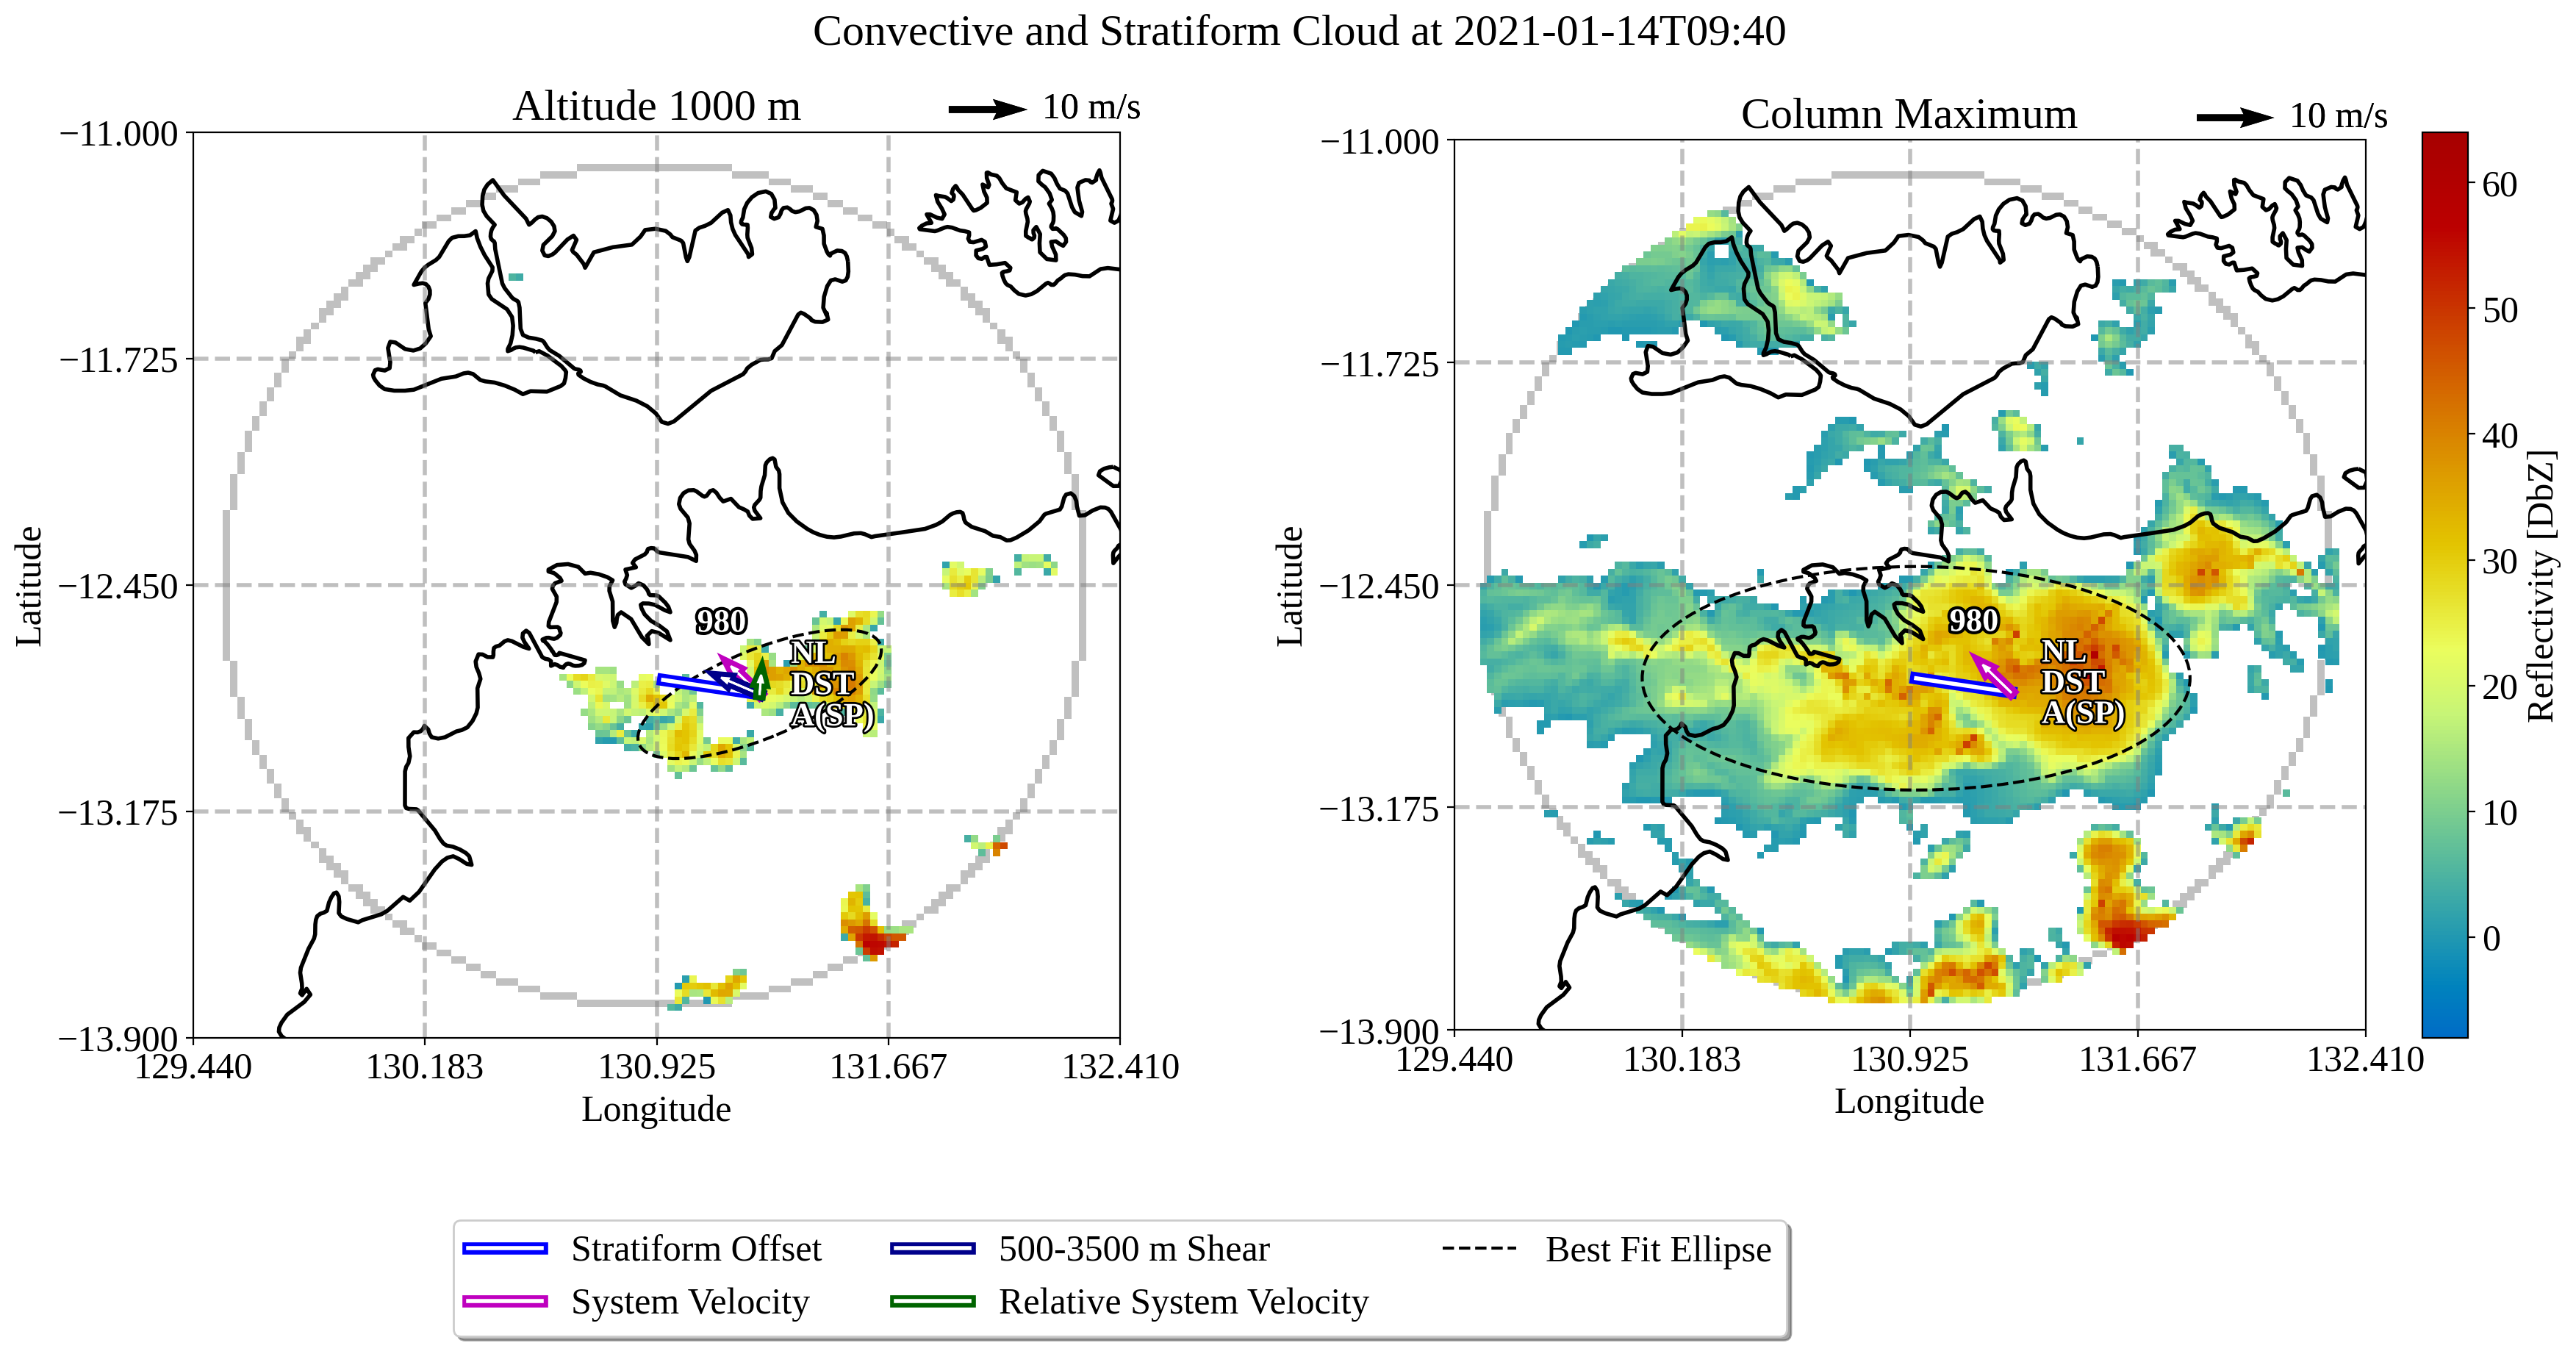 Convective and Stratiform Cloud at 2021-01-14T09:40
Altitude 1000 m
10 m/s
−11.000
−11.725
−12.450
−13.175
−13.900
Latitude
980
NL
DST
A(SP)
129.440
130.183
130.925
131.667
132.410
Longitude
Column Maximum
10 m/s
−11.000
−11.725
−12.450
−13.175
−13.900
Latitude
980
NL
DST
A(SP)
129.440
130.183
130.925
131.667
132.410
Longitude
60
50
40
30
20
10
0
Reflectivity [DbZ]
Stratiform Offset
System Velocity
500-3500 m Shear
Relative System Velocity
Best Fit Ellipse